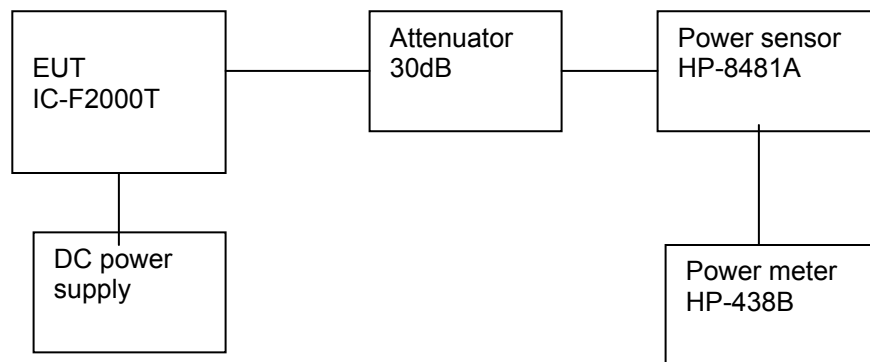 EUT
IC-F2000T
Attenuator
30dB
Power sensor
HP-8481A
DC power
supply
Power meter
HP-438B